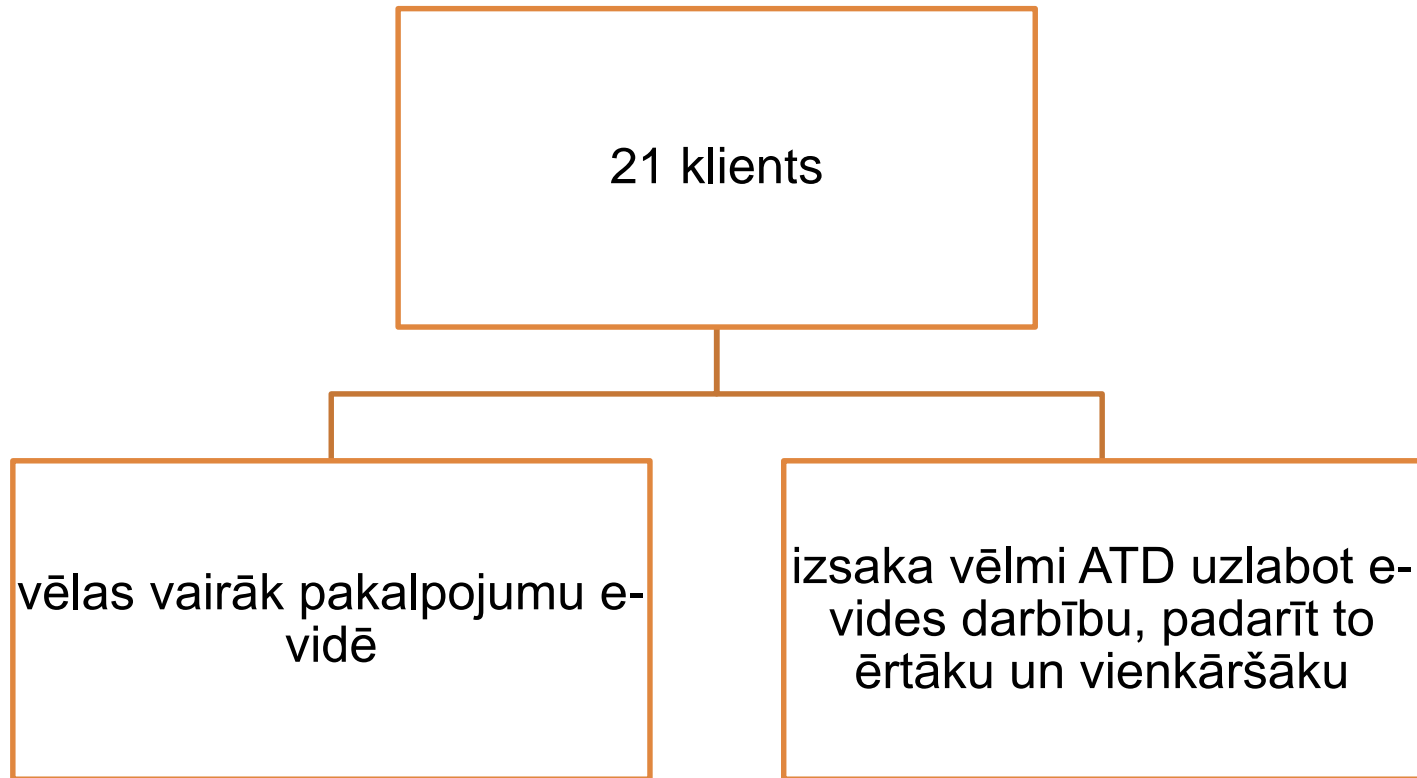 21 klients
vēlas vairāk pakalpojumu e-
vidē
izsaka vēlmi ATD uzlabot e-
vides darbību, padarīt to
ērtāku un vienkāršāku